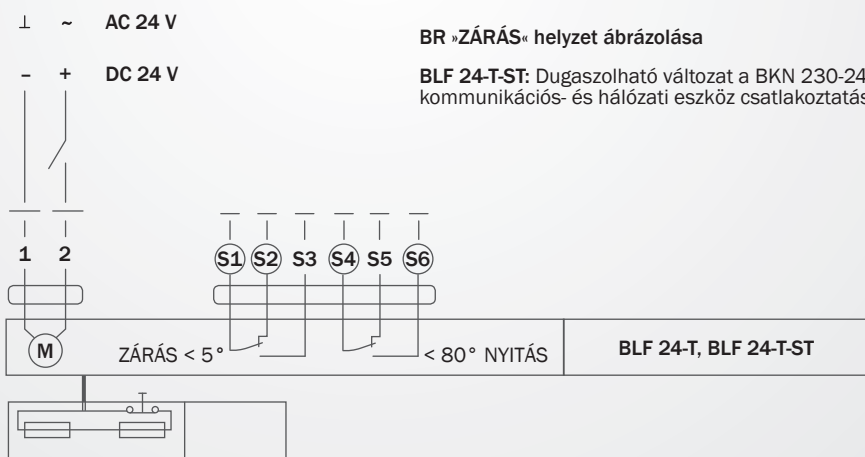 ⊥ ~ AC 24 V
– + DC 24 V
BR »ZÁRÁS« helyzet ábrázolása
BLF 24-T-ST: Dugaszolható változat a BKN 230-24
kommunikációs- és hálózati eszköz
1 2
S1 S2 S3 S4 S5 S6
M
ZÁRÁS < 5°
< 80° NYITÁS
BLF 24-T, BLF 24-T-ST